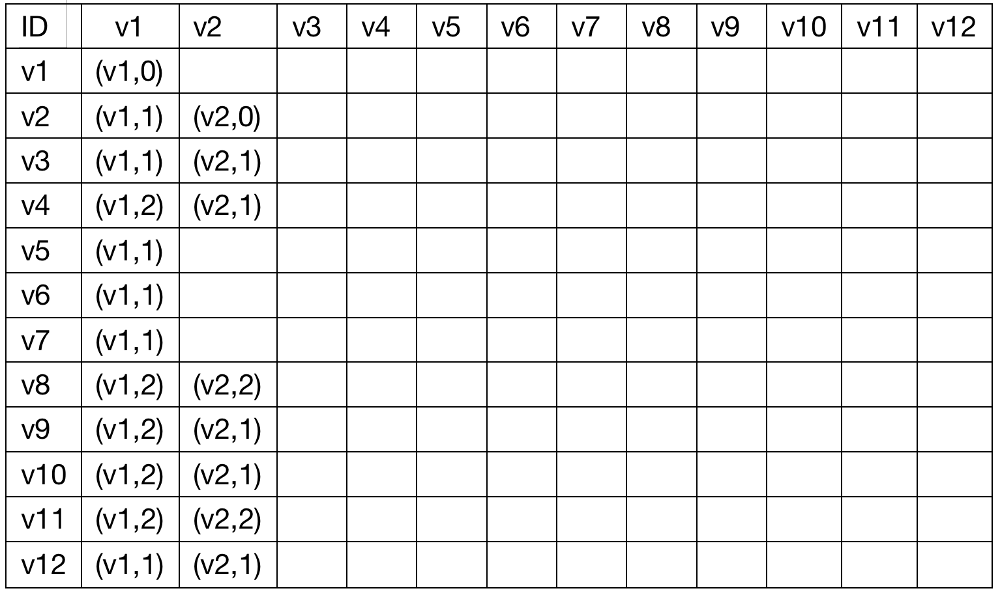 ID v1 v2 v3 v4 v5 v6 v7 v8 v9 v10 v11 v12
v1 (v1,0)
v2 (v1,1) (v2,0)
v3 (v1,1) (v2,1)
v4 (v1,2) (v2,1)
v5 (v1,1)
v6 (v1,1)
v7 (v1,1)
v8 (v1,2) (v2,2)
v9 (v1,2) (v2,1)
v10 (v1,2) (v2,1)
v11 (v1,2) (v2,2)
v12 (v1,1) (v2,1)